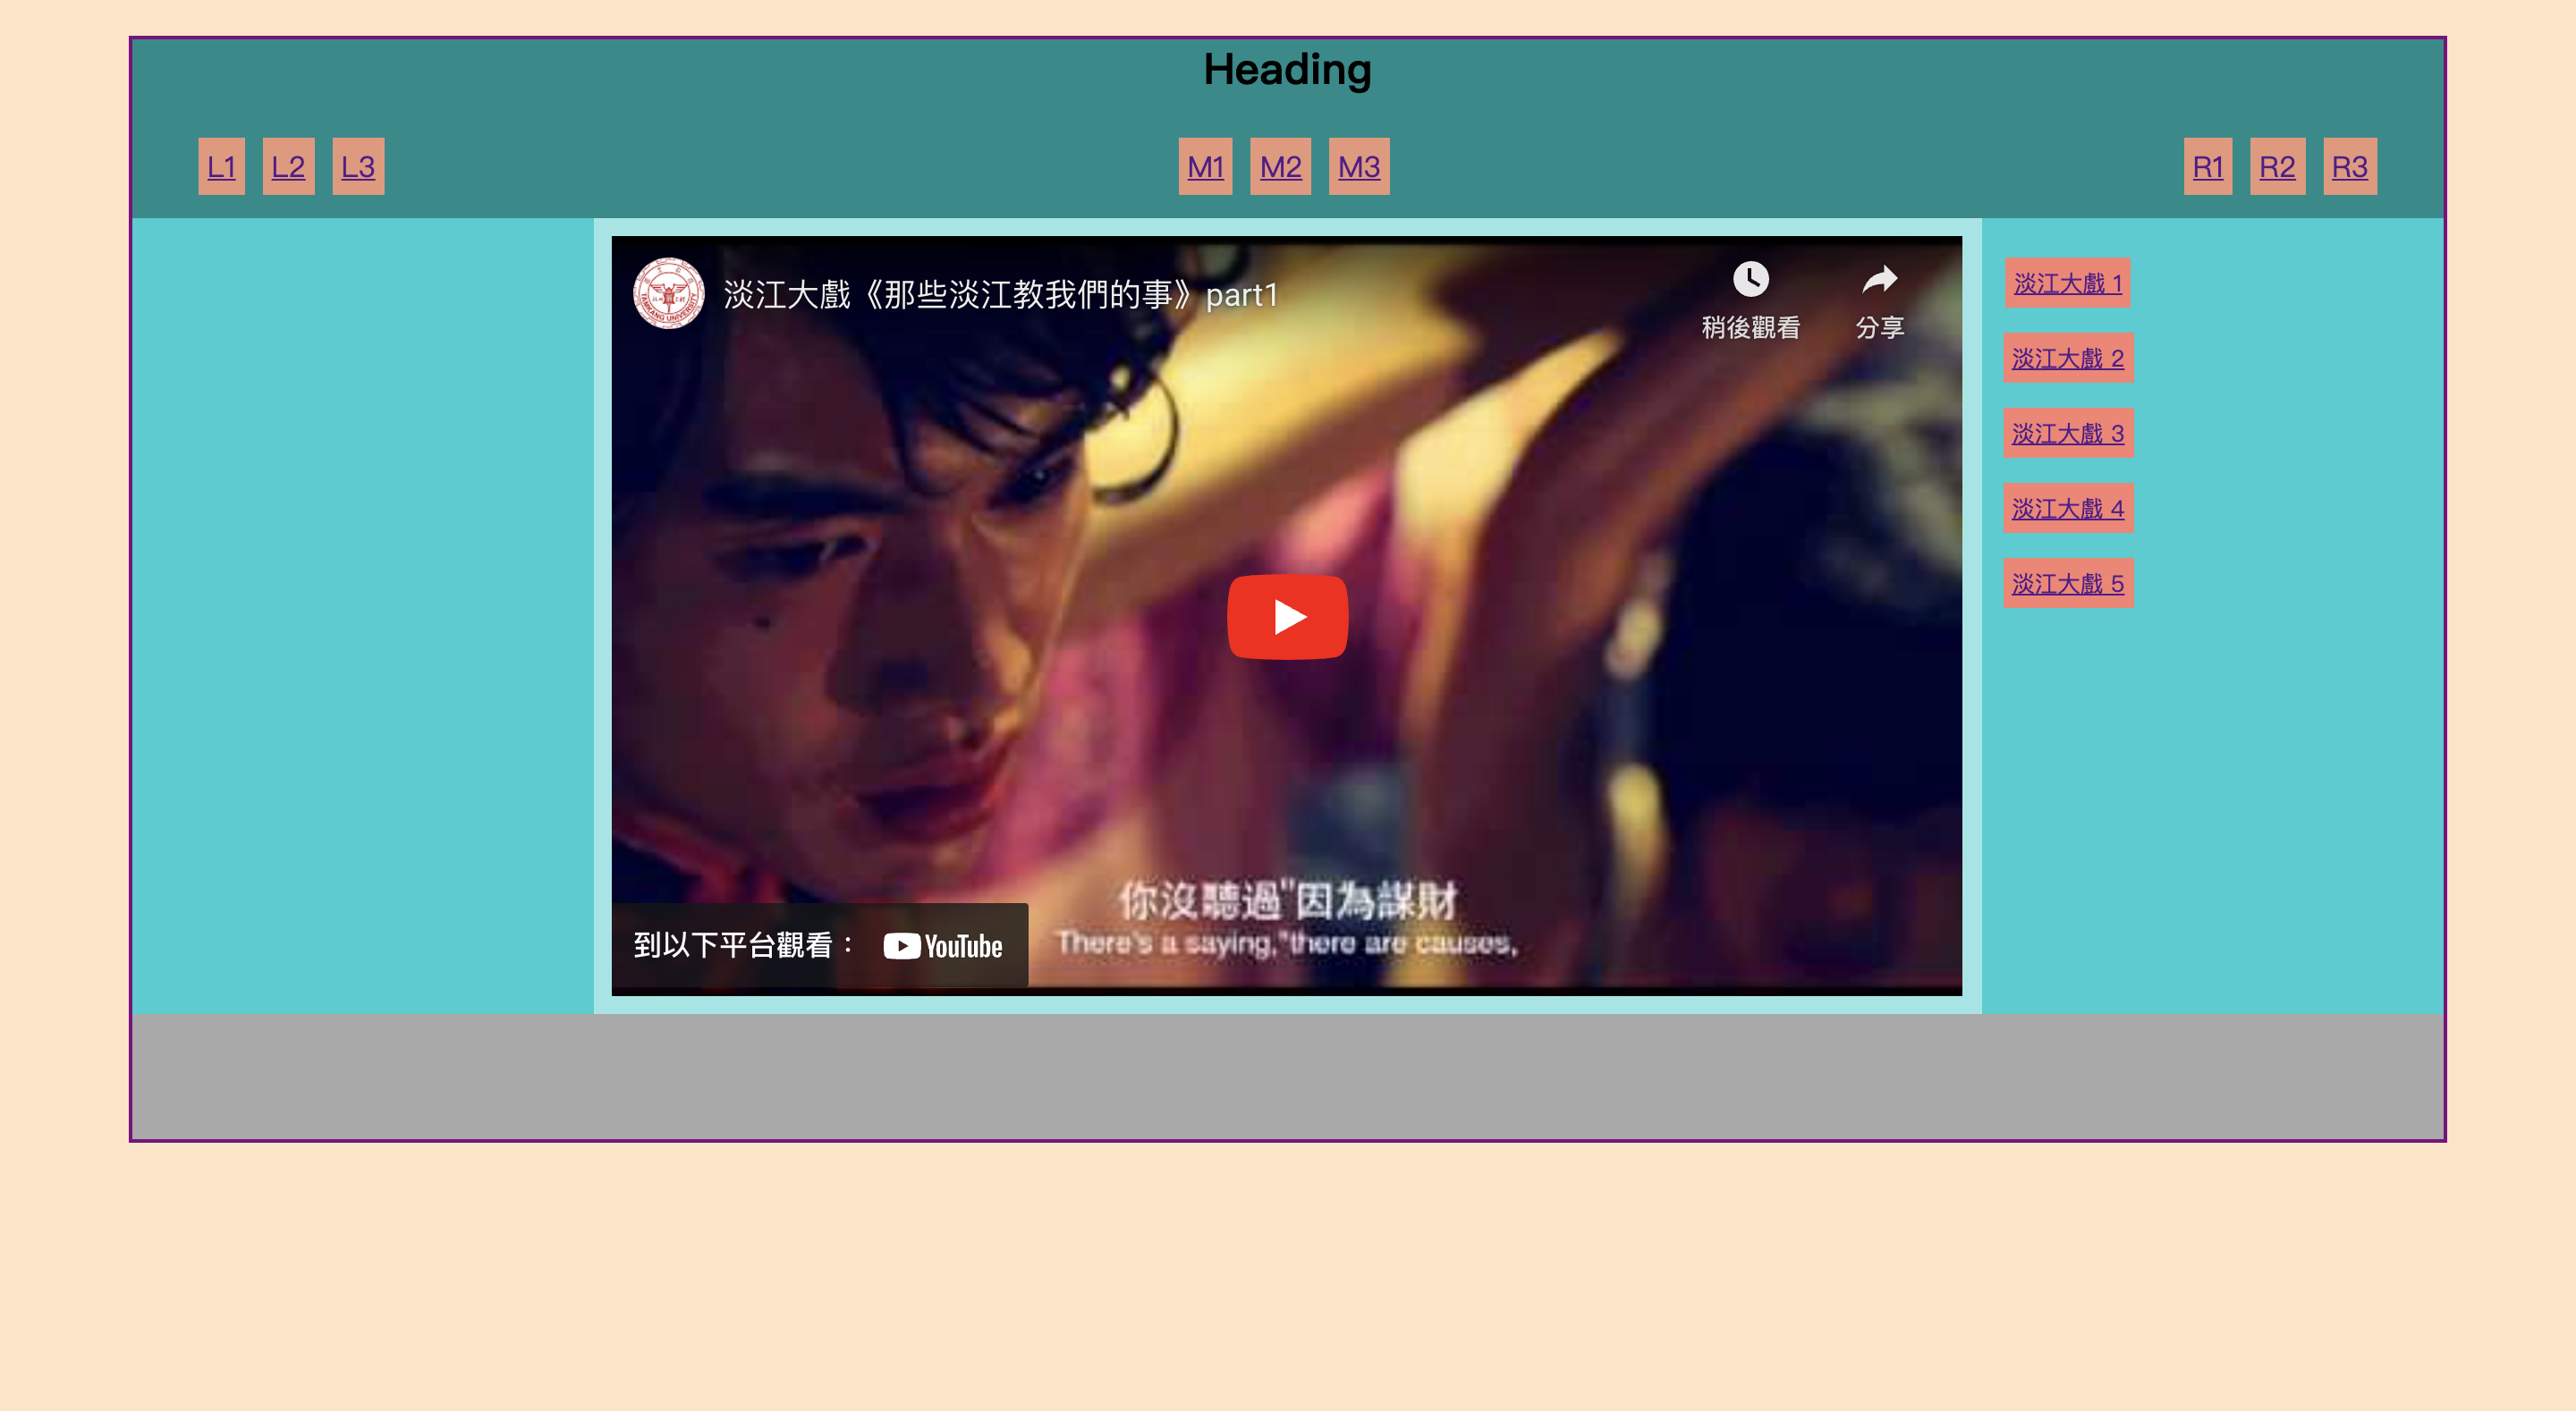 Heading
L1 L2 L3 M1 M2 M3 R1 R2 R3
淡江大戲《那些淡江教我們的事》part1
稍後觀看 分享
淡江大戲 1
淡江大戲 2
淡江大戲 3
淡江大戲 4
淡江大戲 5
你沒聽過"因為謀財
There's a saying,"there are causes,
到以下平台觀看： YouTube
TAMKANG UNIVERSITY